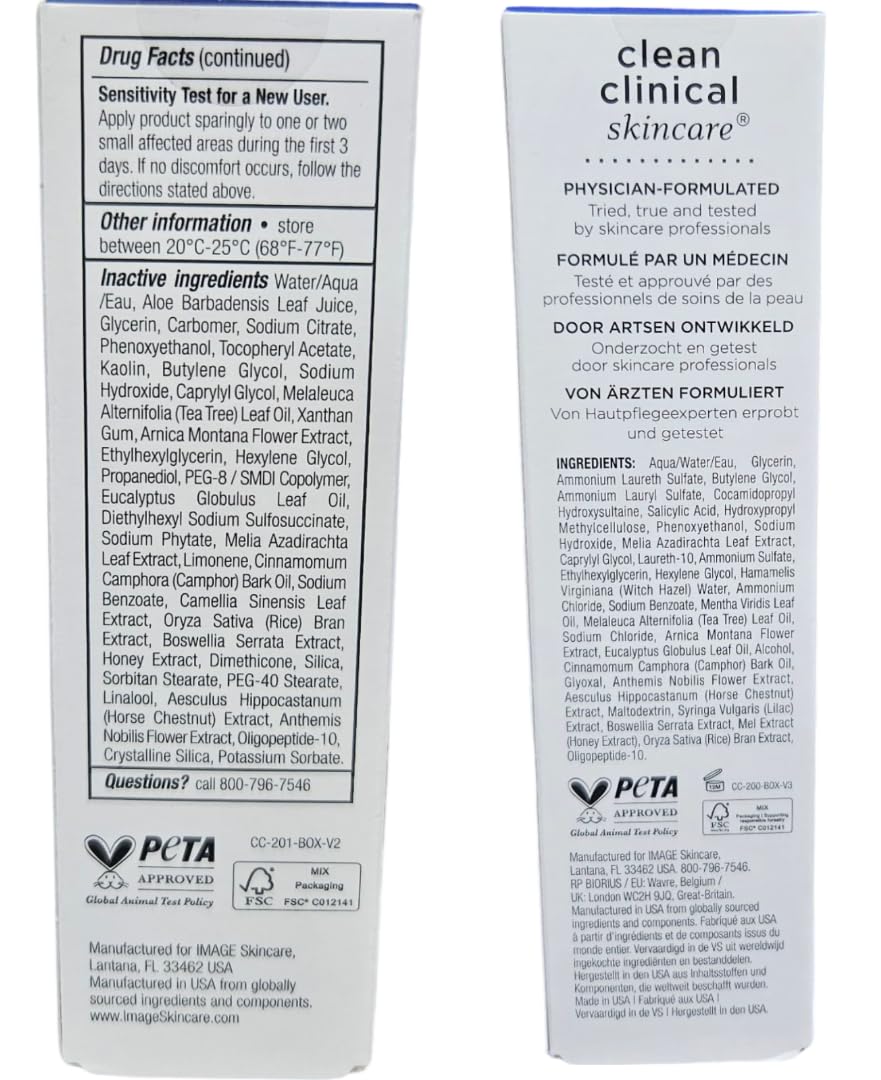 Drug Facts (continued)
Sensitivity Test for a New User.
Apply product sparingly to one or two
small affected areas during the first 3
days. If no discomfort occurs, follow the
directions stated above.
Other information • store
between 20°C-25°C (68°F-77°F)
Inactive ingredients Water/Aqua
/Eau, Aloe Barbadensis Leaf Juice,
Glycerin, Carbomer, Sodium Citrate,
Phenoxyethanol, Tocopheryl Acetate,
Kaolin, Butylene Glycol, Sodium
Hydroxide, Caprylyl Glycol, Melaleuca
Alternifolia (Tea Tree) Leaf Oil, Xanthan
Gum, Arnica Montana Flower Extract,
Ethylhexylglycerin, Hexylene Glycol,
Propanediol, PEG-8 / SMDI Copolymer,
Eucalyptus Globulus Leaf Oil,
Diethylhexyl Sodium Sulfosuccinate,
Sodium Phytate, Melia Azadirachta
Leaf Extract, Limonene, Cinnamomum
Camphora (Camphor) Bark Oil, Sodium
Benzoate, Camellia Sinensis Leaf
Extract, Oryza Sativa (Rice) Bran
Extract, Boswellia Serrata Extract,
Honey Extract, Dimethicone, Silica,
Sorbitan Stearate, PEG-40 Stearate,
Linalool, Aesculus Hippocastanum
(Horse Chestnut) Extract, Anthemis
Nobilis Flower Extract, Oligopeptide-10,
Crystalline Silica, Potassium Sorbate.
Questions? call 800-796-7546
PETA
APPROVED
Global Animal Test Policy
CC-201-BOX-V2
FSC
MIX
Packaging
FSC® C012141
Manufactured for IMAGE Skincare,
Lantana, FL 33462 USA
Manufactured in USA from globally
sourced ingredients and components.
www.ImageSkincare.com
clean
clinical
skincare®
PHYSICIAN-FORMULATED
Tried, true and tested
by skincare professionals
FORMULÉ PAR UN MÉDECIN
Testé et approuvé par des
professionnels de soins de la peau
DOOR ARTSEN ONTWIKKELD
Onderzocht en getest
door skincare professionals
VON ÄRZTEN FORMULIERT
Von Hautpflegeexperten erprobt
und getestet
INGREDIENTS: Aqua/Water/Eau, Glycerin,
Ammonium Laureth Sulfate, Butylene Glycol,
Ammonium Lauryl Sulfate, Cocamidopropyl
Hydroxysultaine, Salicylic Acid, Hydroxypropyl
Methylcellulose, Phenoxyethanol, Sodium
Hydroxide, Melia Azadirachta Leaf Extract,
Caprylyl Glycol, Laureth-10, Ammonium Sulfate,
Ethylhexylglycerin, Hexylene Glycol, Hamamelis
Virginiana (Witch Hazel) Water, Ammonium
Chloride, Sodium Benzoate, Mentha Viridis Leaf
Oil, Melaleuca Alternifolia (Tea Tree) Leaf Oil,
Sodium Chloride, Arnica Montana Flower
Extract, Eucalyptus Globulus Leaf Oil, Alcohol,
Cinnamomum Camphora (Camphor) Bark Oil,
Glyoxal, Anthemis Nobilis Flower Extract,
Aesculus Hippocastanum (Horse Chestnut)
Extract, Maltodextrin, Syringa Vulgaris (Lilac)
Extract, Boswellia Serrata Extract, Mel Extract
(Honey Extract), Oryza Sativa (Rice) Bran Extract,
Oligopeptide-10.
PETA
APPROVED
Global Animal Test Policy
12M
CC-200-BOX-V3
FSC
MIX
Packaging | Supporting
responsible forestry
FSC® C012141
Manufactured for IMAGE Skincare,
Lantana, FL 33462 USA. 800-796-7546.
RP BIORIUS / EU: Wavre, Belgium /
UK: London WC2H 9JQ, Great-Britain.
Manufactured in USA from globally sourced
ingredients and components. Fabriqué aux USA
à partir d'ingrédients et de composants issus du
monde entier. Vervaardigd in de VS uit wereldwijd
ingekochte ingrediënten en bestanddelen.
Hergestellt in den USA aus Inhaltsstoffen und
Komponenten, die weltweit beschafft wurden.
Made in USA | Fabriqué aux USA |
Vervaardigd in de VS | Hergestellt in den USA.